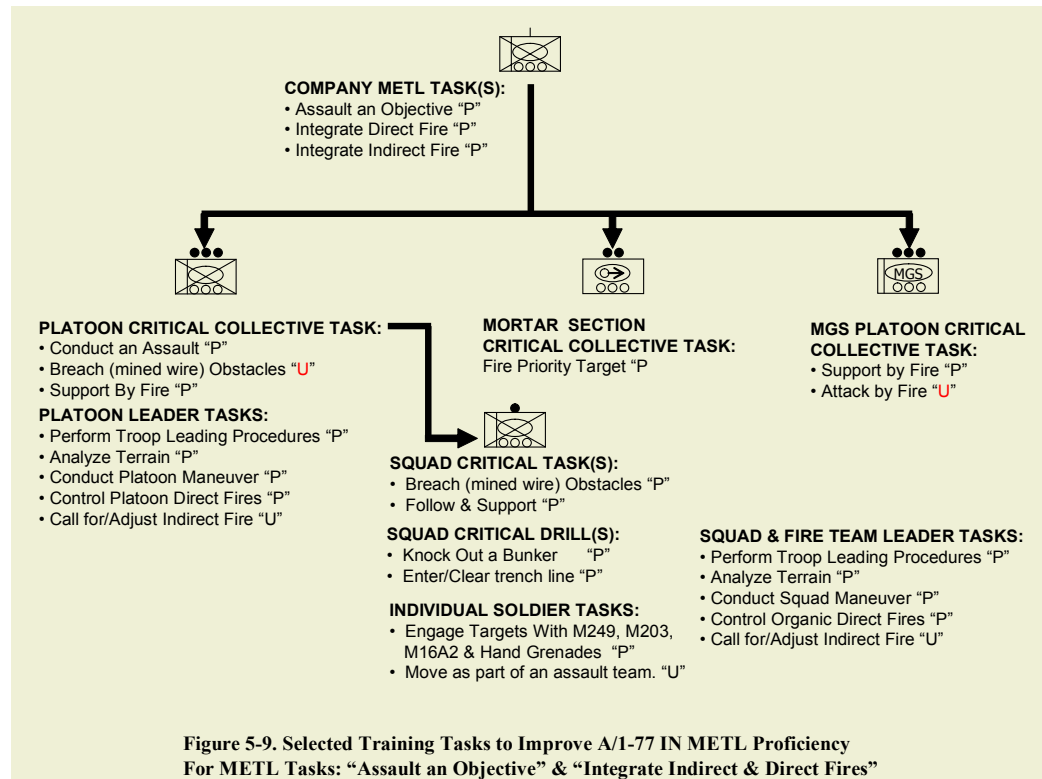 COMPANY METL TASK(S):
• Assault an Objective “P”
• Integrate Direct Fire “P”
• Integrate Indirect Fire “P”
MGS
PLATOON CRITICAL COLLECTIVE TASK:
• Conduct an Assault “P”
• Breach (mined wire) Obstacles “U”
• Support By Fire “P”
PLATOON LEADER TASKS:
• Perform Troop Leading Procedures “P”
• Analyze Terrain “P”
• Conduct Platoon Maneuver “P”
• Control Platoon Direct Fires “P”
• Call for/Adjust Indirect Fire “U”
MORTAR SECTION
CRITICAL COLLECTIVE TASK:
Fire Priority Target “P
MGS PLATOON CRITICAL
COLLECTIVE TASK:
• Support by Fire “P”
• Attack by Fire “U”
SQUAD CRITICAL TASK(S):
• Breach (mined wire) Obstacles “P”
• Follow & Support “P”
SQUAD CRITICAL DRILL(S):
• Knock Out a Bunker “P”
• Enter/Clear trench line “P”
INDIVIDUAL SOLDIER TASKS:
• Engage Targets With M249, M203,
M16A2 & Hand Grenades “P”
• Move as part of an assault team. “U”
SQUAD & FIRE TEAM LEADER TASKS:
• Perform Troop Leading Procedures “P”
• Analyze Terrain “P”
• Conduct Squad Maneuver “P”
• Control Organic Direct Fires “P”
• Call for/Adjust Indirect Fire “U”
Figure 5-9. Selected Training Tasks to Improve A/1-77 IN METL Proficiency
For METL Tasks: “Assault an Objective” & “Integrate Indirect & Direct Fires”